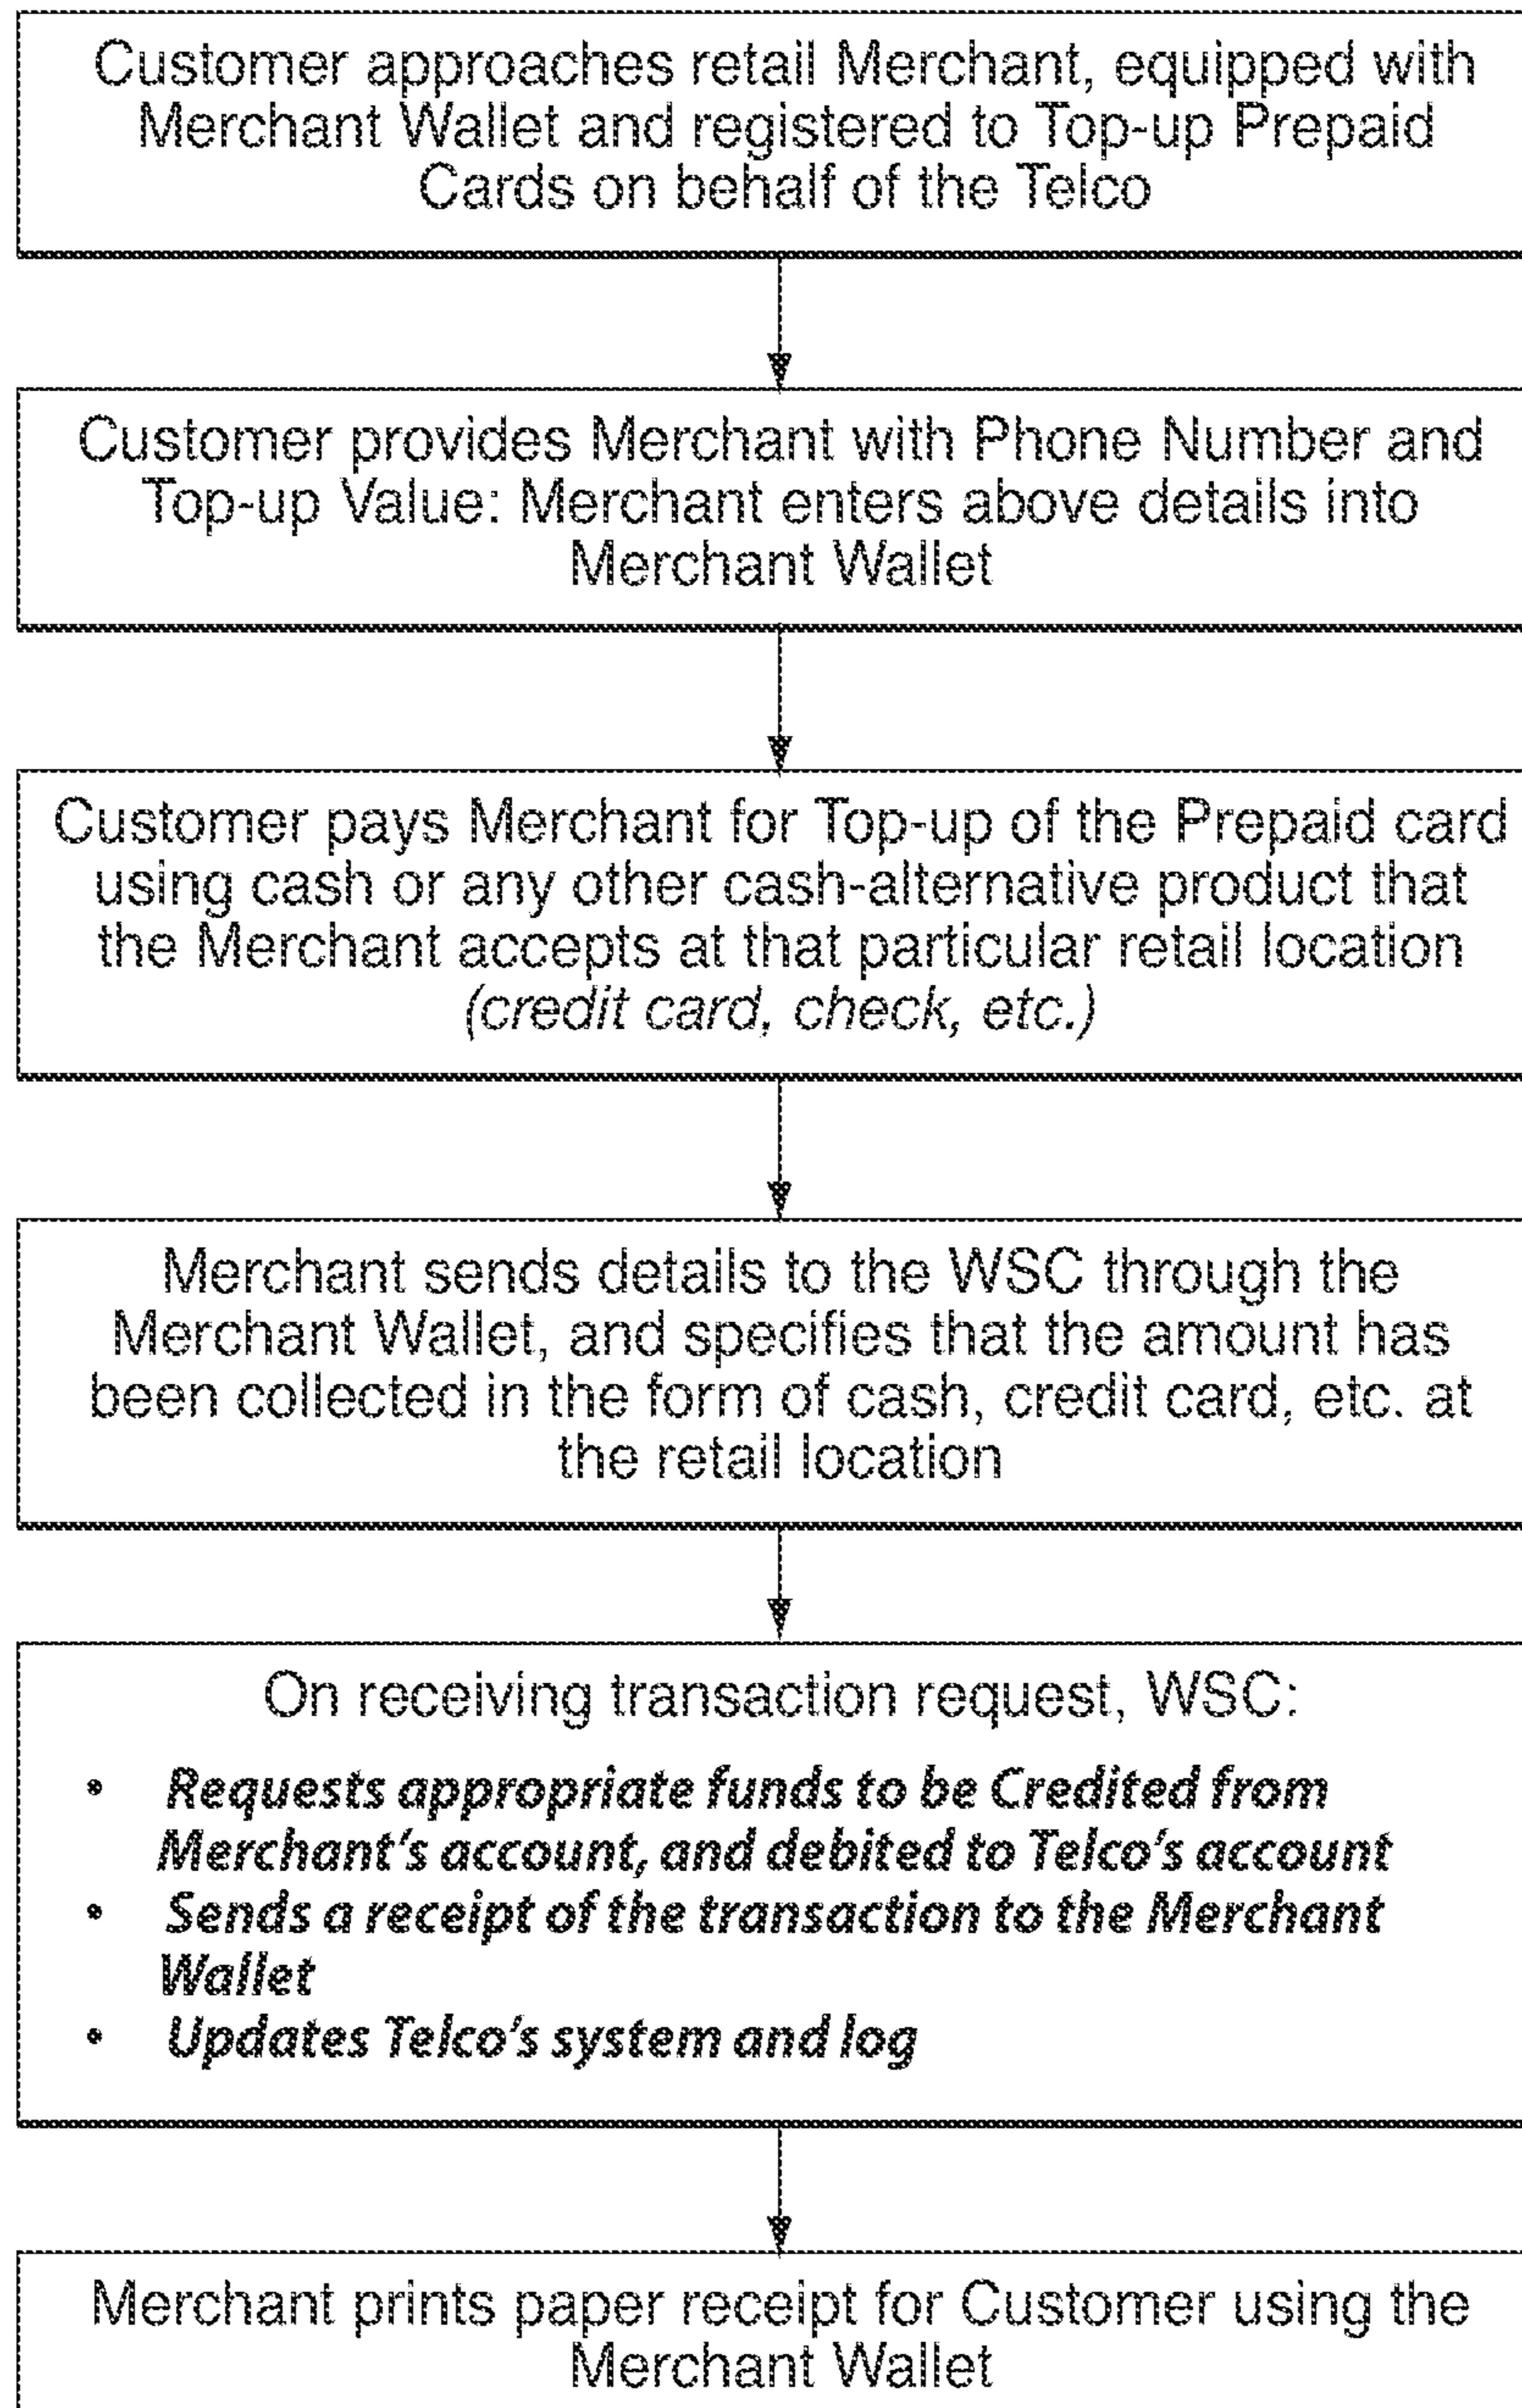 Customer approaches retail Merchant, equipped with
Merchant Wallet and registered to Top-up Prepaid
Cards on behalf of the Telco
Customer provides Merchant with Phone Number and
Top-up Value: Merchant enters above details into
Merchant Wallet
Customer pays Merchant for Top-up of the Prepaid card
using cash or any other cash-alternative product that
the Merchant accepts at that particular retail location
(credit card, check, etc.)
Merchant sends details to the WSC through the
Merchant Wallet, and specifies that the amount has
been collected in the form of cash, credit card, etc. at
the retail location
On receiving transaction request, WSC:
• Requests appropriate funds to be Credited from
Merchant's account, and debited to Telco's account
• Sends a receipt of the transaction to the Merchant
Wallet
• Updates Telco's system and log
Merchant prints paper receipt for Customer using the
Merchant Wallet